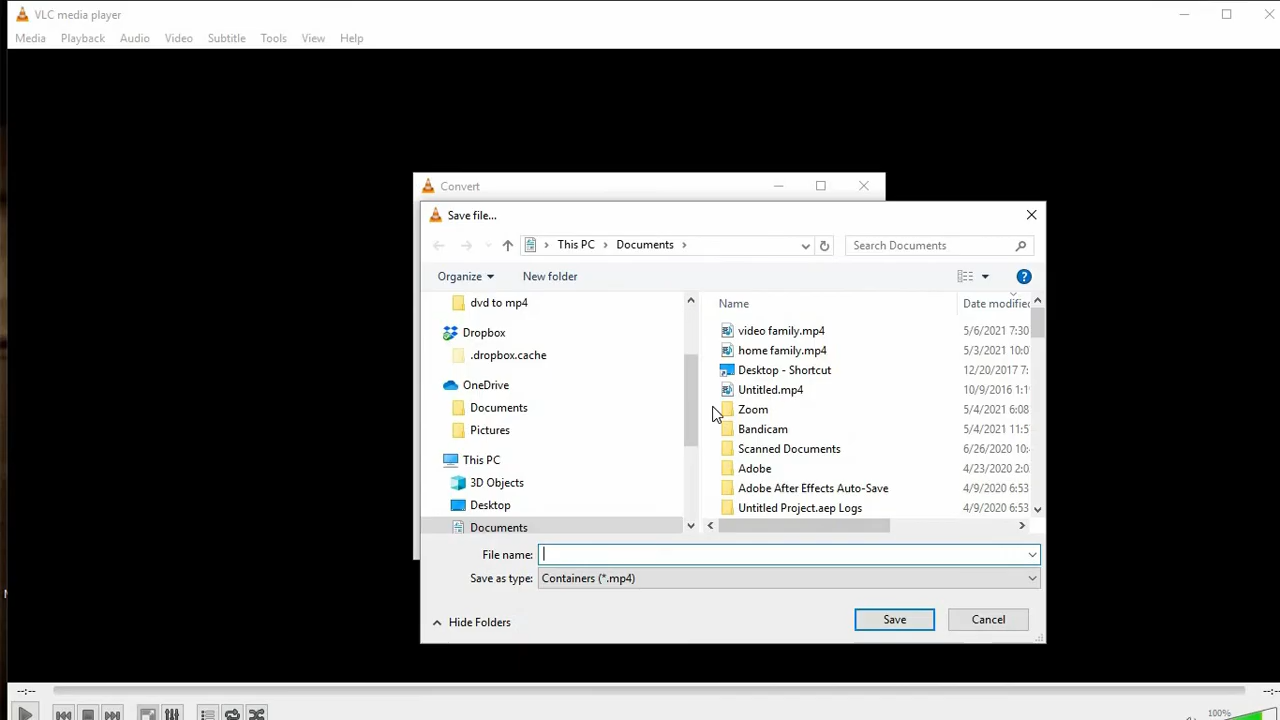 VLC media player
Media Playback Audio Video Subtitle Tools View Help
Convert
Save file...
This PC Documents
Search Documents
Organize New folder
Name Date modified
dvd to mp4
Dropbox
.dropbox.cache
OneDrive
Documents
Pictures
This PC
3D Objects
Desktop
Documents
video family.mp4 5/6/2021 7:30
home family.mp4 5/3/2021 10:0
Desktop - Shortcut 12/20/2017 7:
Untitled.mp4 10/9/2016 1:1
Zoom 5/4/2021 6:08
Bandicam 5/4/2021 11:5
Scanned Documents 6/26/2020 10:
Adobe 4/23/2020 2:0
Adobe After Effects Auto-Save 4/9/2020 6:53
Untitled Project.aep Logs 4/9/2020 6:53
File name:
Save as type: Containers (*.mp4)
Hide Folders
Save Cancel
--:-- --:--
100%